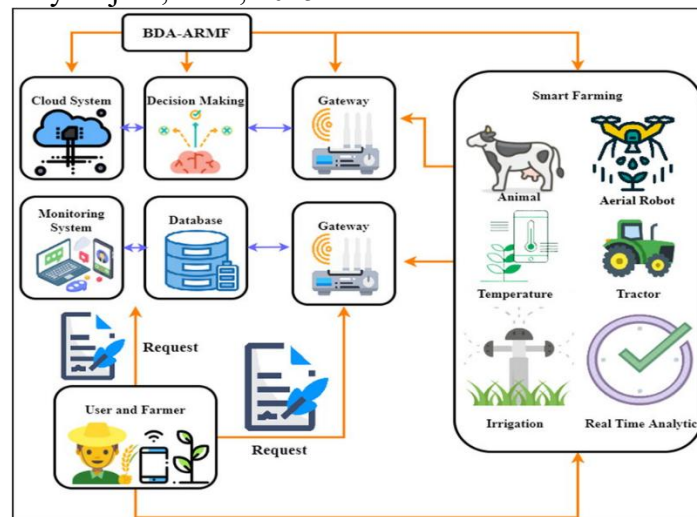 BDA-ARMF
Cloud System
Decision Making
Gateway
Smart Farming
Animal
Aerial Robot
Monitoring
System
Database
Gateway
Temperature
Tractor
Request
User and Farmer
Request
Irrigation
Real Time Analytic